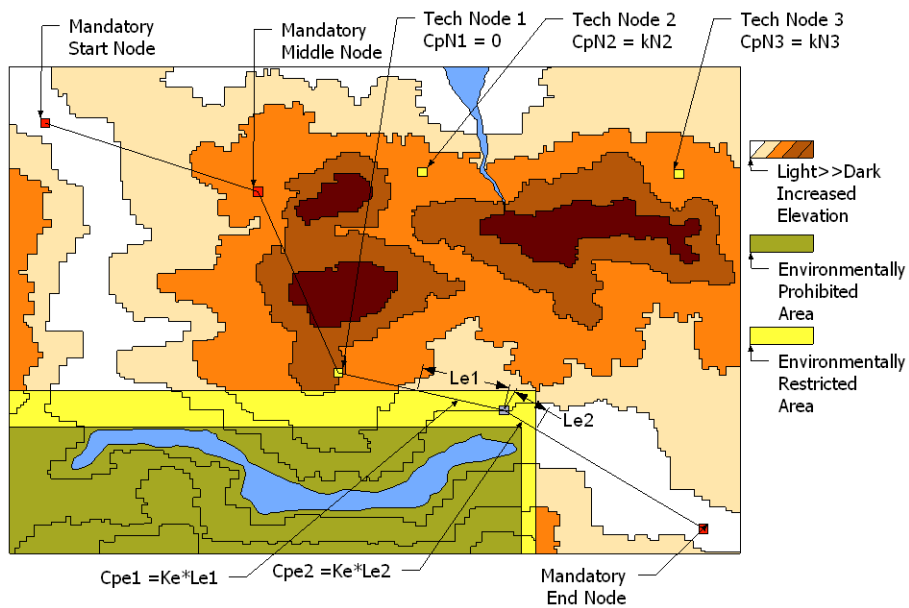 Mandatory
Start Node
Mandatory
Middle Node
Tech Node 1
CpN1 = 0
Tech Node 2
CpN2 = kN2
Tech Node 3
CpN3 = kN3
Light>>Dark
Increased
Elevation
Environmentally
Prohibited
Area
Environmentally
Restricted
Area
Le1
Le2
Cpe1 =Ke*Le1
Cpe2 =Ke*Le2
Mandatory
End Node